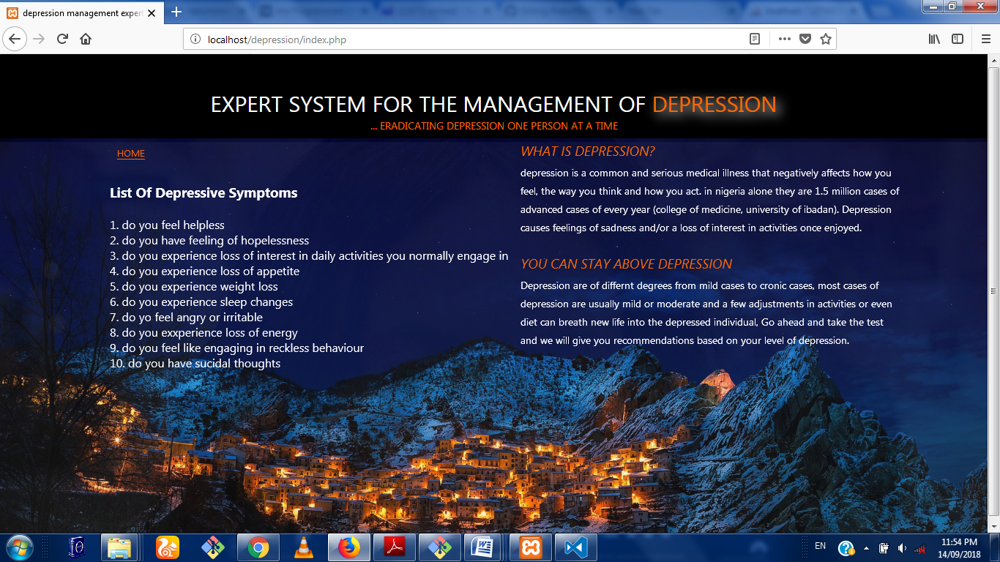 depression management exper
localhost/depression/index.php
EXPERT SYSTEM FOR THE MANAGEMENT OF DEPRESSION
... ERADICATING DEPRESSION ONE PERSON AT A TIME
HOME
List Of Depressive Symptoms
1. do you feel helpless
2. do you have feeling of hopelessness
3. do you experience loss of interest in daily activities you normally engage in
4. do you experience loss of appetite
5. do you experience weight loss
6. do you experience sleep changes
7. do yo feel angry or irritable
8. do you exxperience loss of energy
9. do you feel like engaging in reckless behaviour
10. do you have sucidal thoughts
WHAT IS DEPRESSION?
depression is a common and serious medical illness that negatively affects how you
feel, the way you think and how you act. in nigeria alone they are 1.5 million cases of
advanced cases of every year (college of medicine, university of ibadan). Depression
causes feelings of sadness and/or a loss of interest in activities once enjoyed.
YOU CAN STAY ABOVE DEPRESSION
Depression are of differnt degrees from mild cases to cronic cases, most cases of
depression are usually mild or moderate and a few adjustments in activities or even
diet can breath new life into the depressed individual, Go ahead and take the test
and we will give you recommendations based on your level of depression.
EN
11:54 PM
14/09/2018